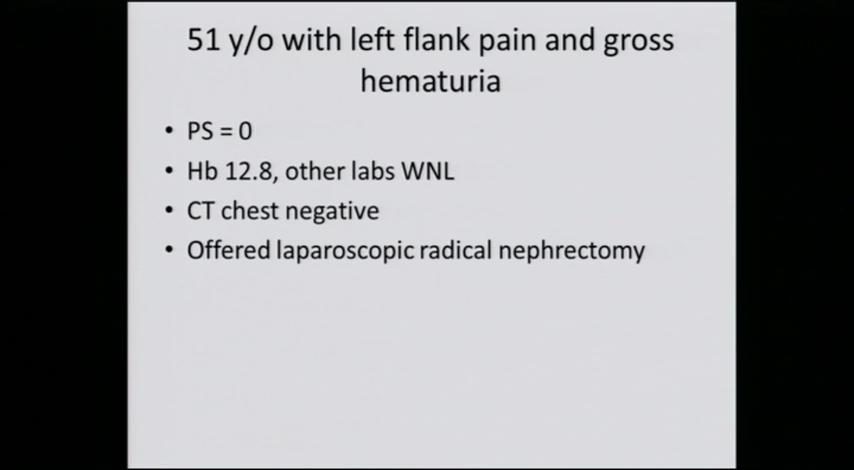 51 y/o with left flank pain and gross
hematuria
• PS = 0
• Hb 12.8, other labs WNL
• CT chest negative
• Offered laparoscopic radical nephrectomy